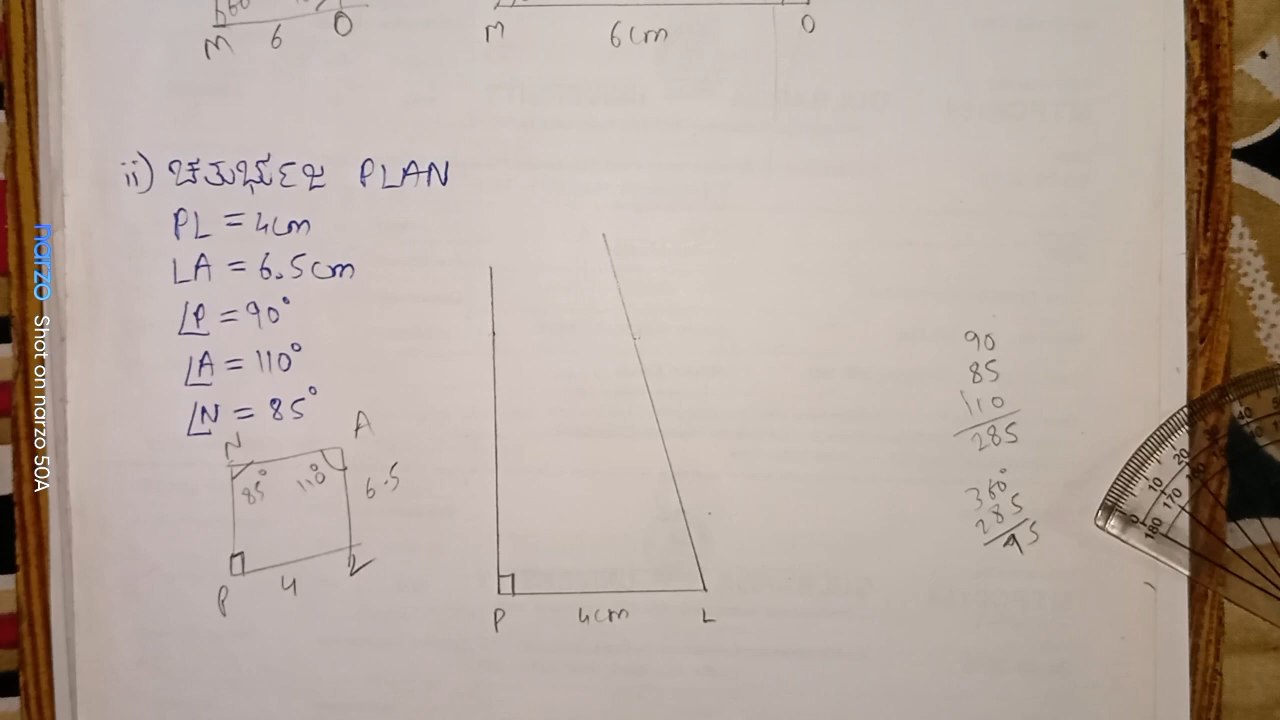 M 6 O
M 6cm O
ii) ಚತುರ್ಭುಜ PLAN
PL = 4cm
LA = 6.5cm
∠P = 90°
∠A = 110°
∠N = 85°
N A
85° 110° 6.5
P 4 L
P 4cm L
90
85
110
285
360°
285
narzo Shot on narzo 50A